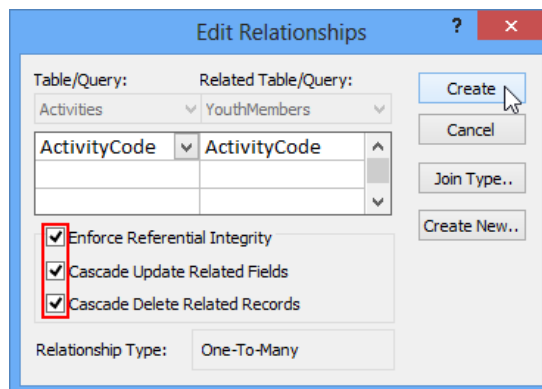 Edit Relationships
? ×
Table/Query: Related Table/Query:
Create
Activities YouthMembers
Cancel
ActivityCode ActivityCode
Join Type..
Create New..
Enforce Referential Integrity
Cascade Update Related Fields
Cascade Delete Related Records
Relationship Type: One-To-Many